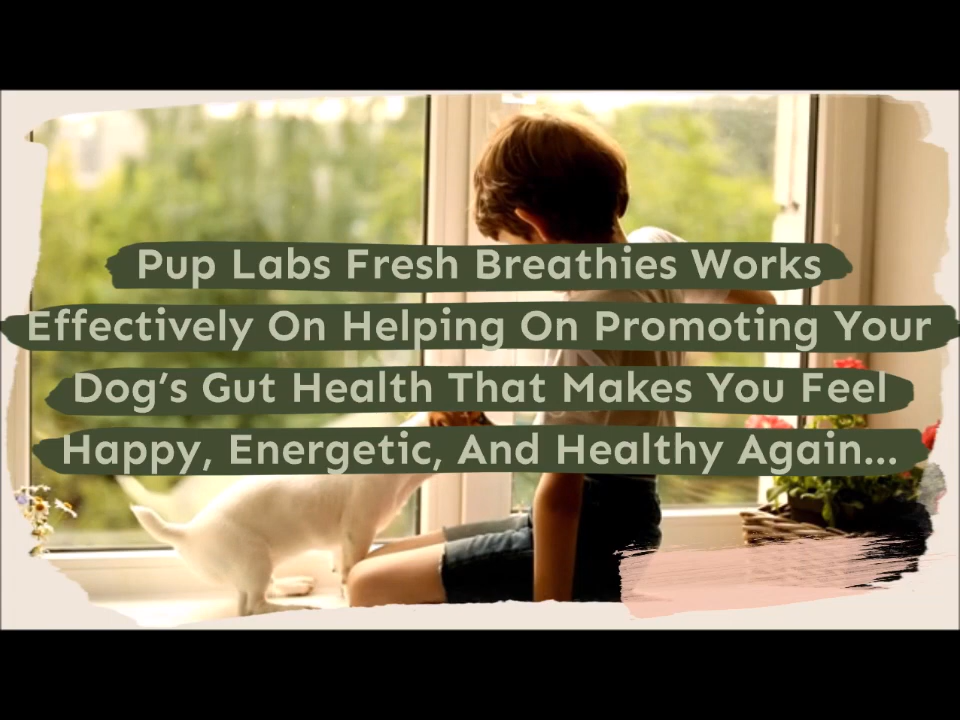 Pup Labs Fresh Breathies Works
Effectively On Helping On Promoting Your
Dog’s Gut Health That Makes You Feel
Happy, Energetic, And Healthy Again...